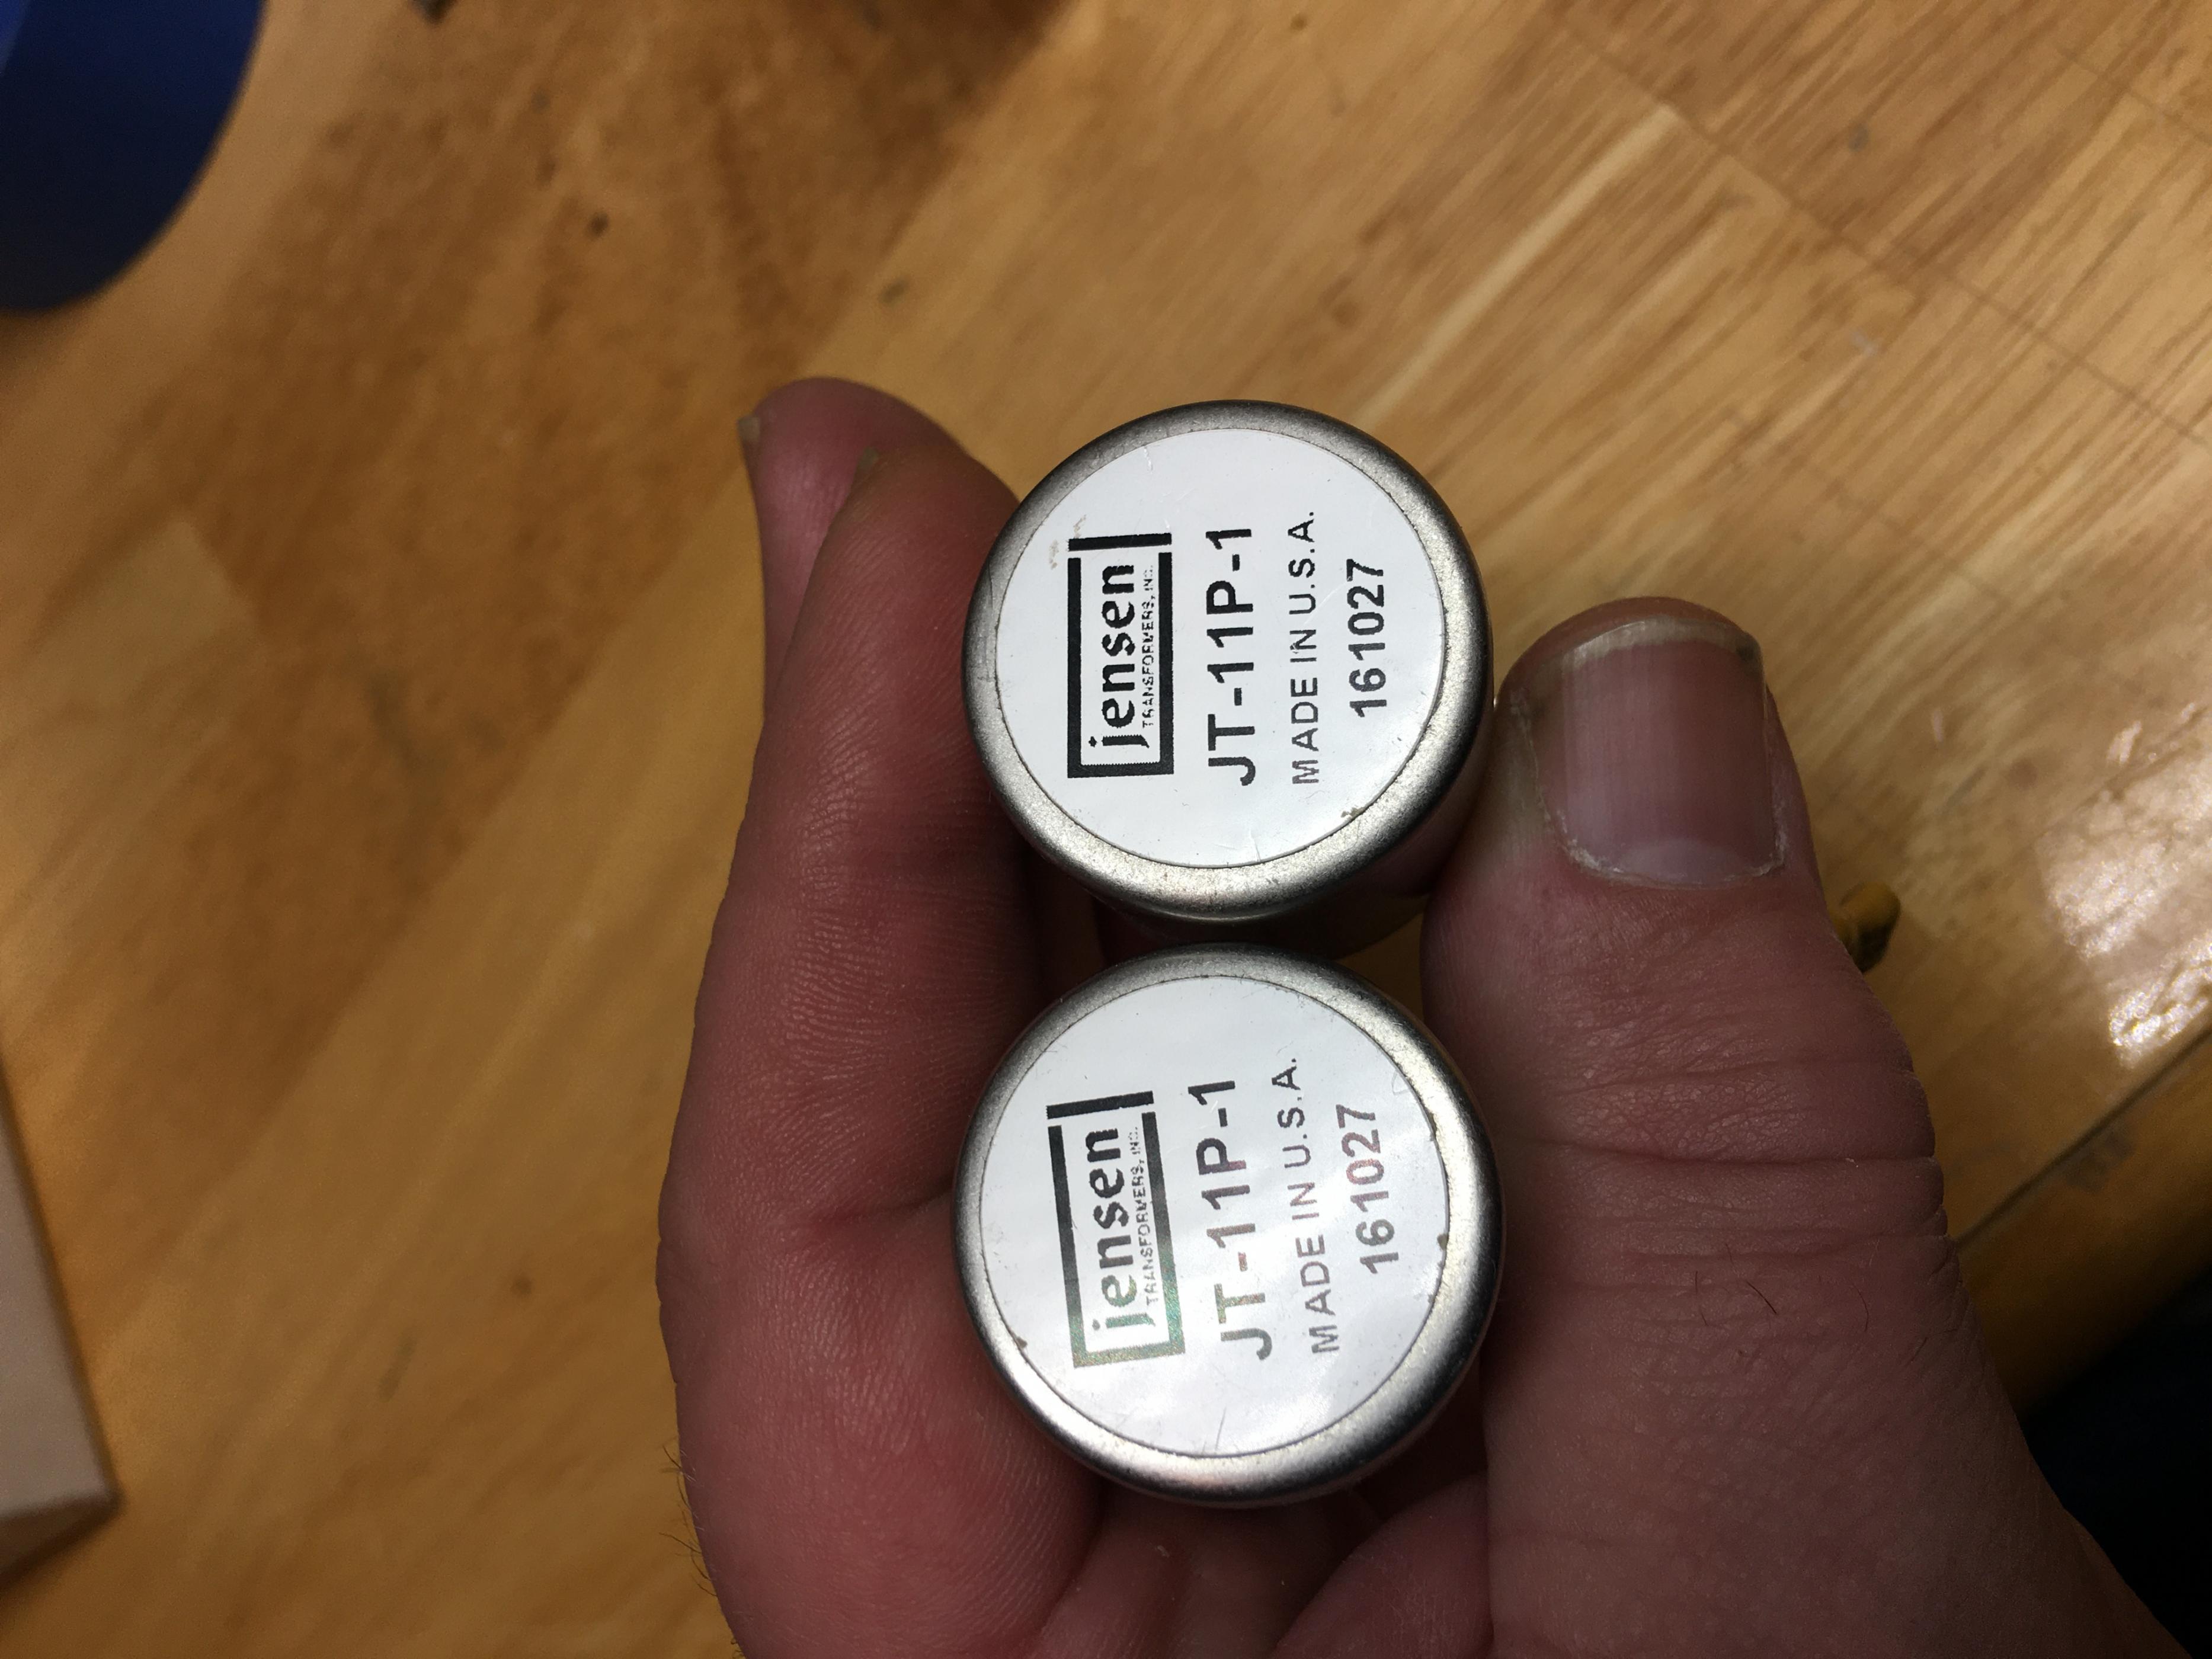 jensen
TRANSFORMERS, INC.
JT-11P-1
MADE IN U.S.A.
161027
jensen
TRANSFORMERS, INC.
JT-11P-1
MADE IN U.S.A.
161027